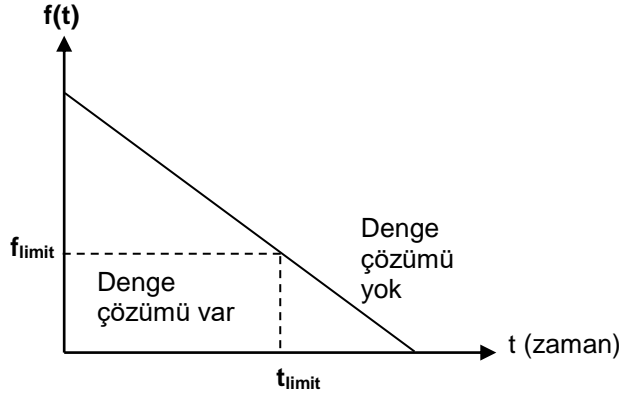 f(t)
Denge
çözümü
yok
f_limit
Denge
çözümü var
t (zaman)
t_limit